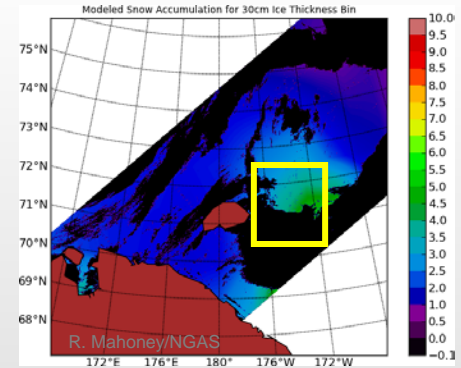 Modeled Snow Accumulation for 30cm Ice Thickness Bin
75°N
74°N
73°N
72°N
71°N
70°N
69°N
68°N
172°E
176°E
180°
176°W
172°W
R. Mahoney/NGAS
10.0
9.5
9.0
8.5
8.0
7.5
7.0
6.5
6.0
5.5
5.0
4.5
4.0
3.5
3.0
2.5
2.0
1.5
1.0
0.5
0.0
−0.1